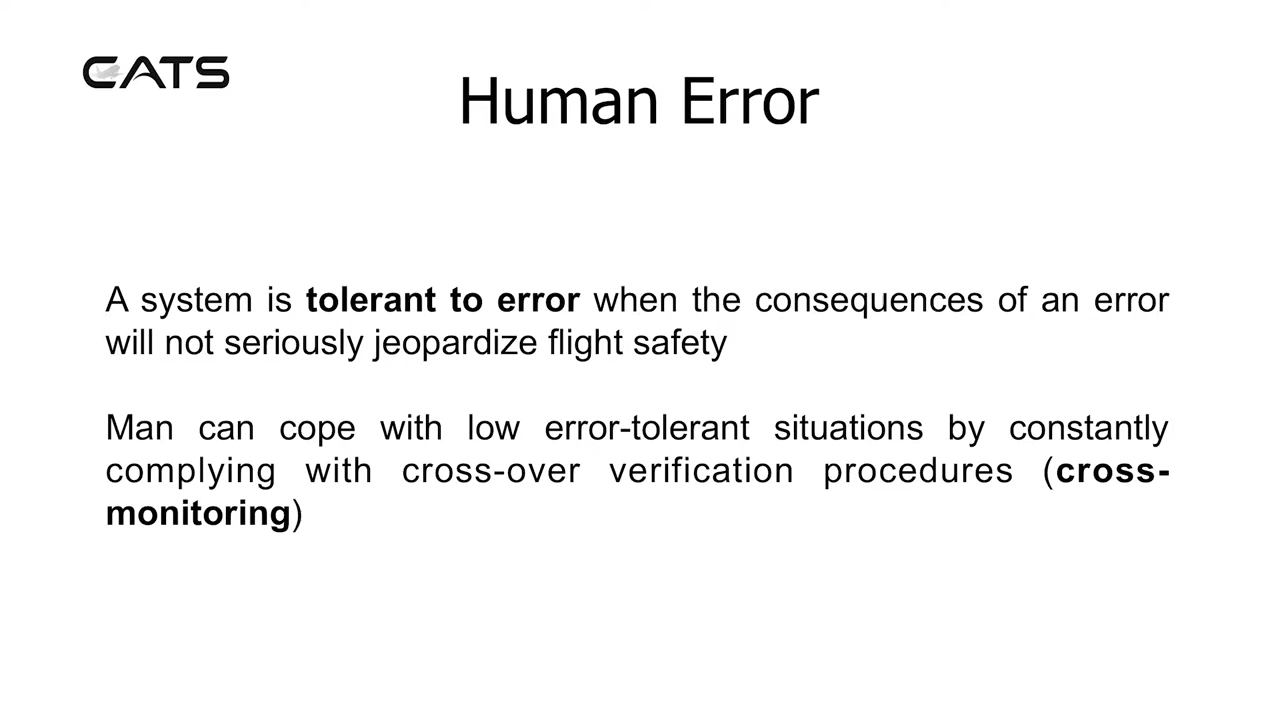 CATS
Human Error
A system is tolerant to error when the consequences of an error
will not seriously jeopardize flight safety
Man can cope with low error-tolerant situations by constantly
complying with cross-over verification procedures (cross-
monitoring)